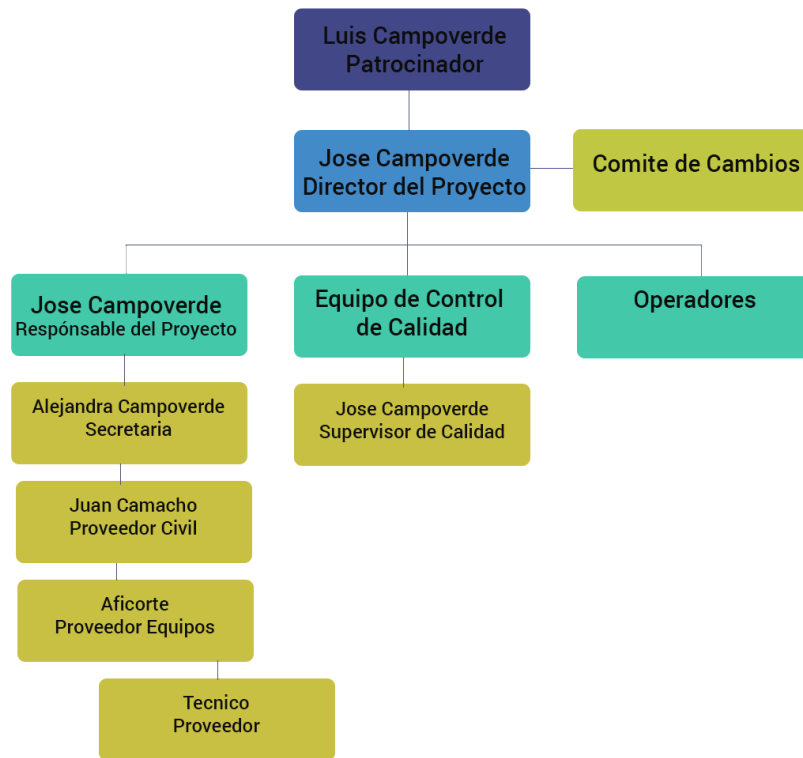 Luis Campoverde
Patrocinador
Jose Campoverde
Director del Proyecto
Comite de Cambios
Jose Campoverde
Respónsable del Proyecto
Equipo de Control
de Calidad
Operadores
Alejandra Campoverde
Secretaria
Jose Campoverde
Supervisor de Calidad
Juan Camacho
Proveedor Civil
Aficorte
Proveedor Equipos
Tecnico
Proveedor